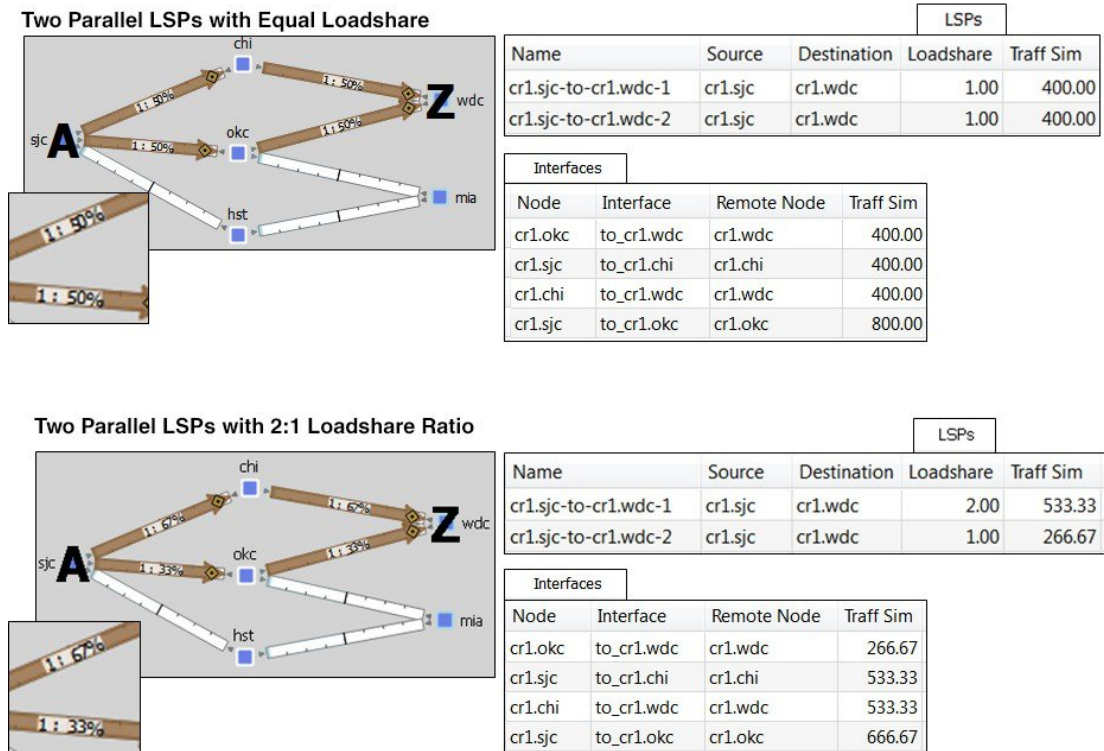 Two Parallel LSPs with Equal Loadshare
chi
1 : 50%
1 : 50%
sjc A
okc
Z wdc
1 : 50%
1 : 50%
hst
mia
1 : 50%
1 : 50%
LSPs
Name Source Destination Loadshare Traff Sim
cr1.sjc-to-cr1.wdc-1 cr1.sjc cr1.wdc 1.00 400.00
cr1.sjc-to-cr1.wdc-2 cr1.sjc cr1.wdc 1.00 400.00
Interfaces
Node Interface Remote Node Traff Sim
cr1.okc to_cr1.wdc cr1.wdc 400.00
cr1.sjc to_cr1.chi cr1.chi 400.00
cr1.chi to_cr1.wdc cr1.wdc 400.00
cr1.sjc to_cr1.okc cr1.okc 800.00
Two Parallel LSPs with 2:1 Loadshare Ratio
chi
1 : 67%
1 : 67%
sjc A
okc
Z wdc
1 : 33%
1 : 33%
hst
mia
1 : 67%
1 : 33%
LSPs
Name Source Destination Loadshare Traff Sim
cr1.sjc-to-cr1.wdc-1 cr1.sjc cr1.wdc 2.00 533.33
cr1.sjc-to-cr1.wdc-2 cr1.sjc cr1.wdc 1.00 266.67
Interfaces
Node Interface Remote Node Traff Sim
cr1.okc to_cr1.wdc cr1.wdc 266.67
cr1.sjc to_cr1.chi cr1.chi 533.33
cr1.chi to_cr1.wdc cr1.wdc 533.33
cr1.sjc to_cr1.okc cr1.okc 666.67